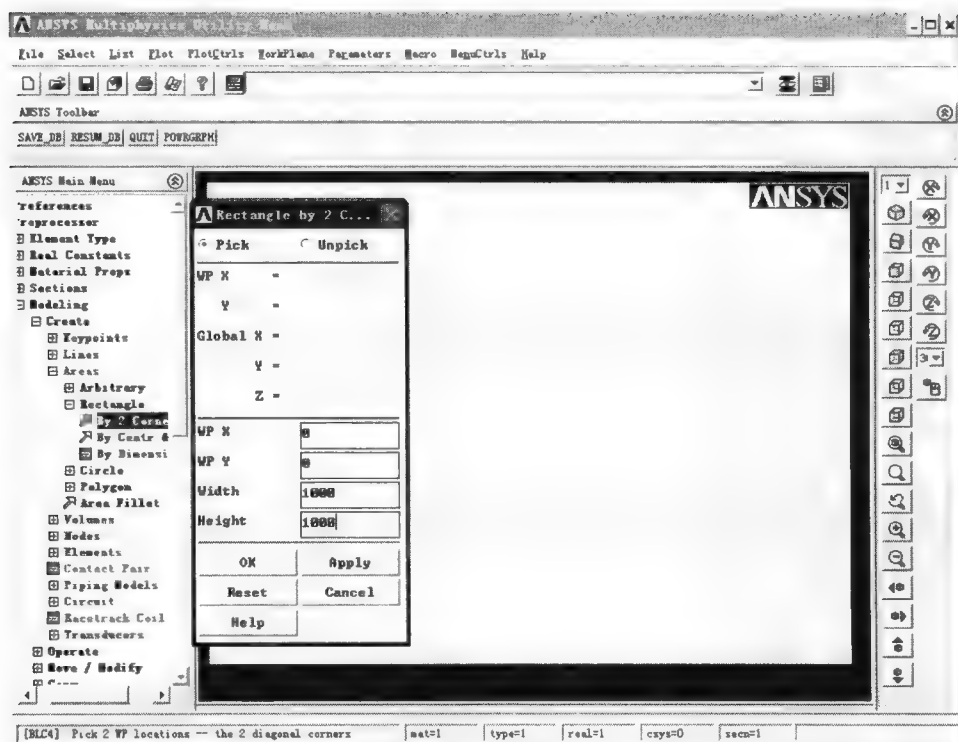 ANSYS Multiphysics Utility Menu
File Select List Plot PlotCtrls WorkPlane Parameters Macro MenuCtrls Help
ANSYS Toolbar
SAVE_DB RESUM_DB QUIT POWRGRPH
ANSYS Main Menu
references
reprocessor
Element Type
Real Constants
Material Props
Sections
Modeling
Create
Keypoints
Lines
Areas
Arbitrary
Rectangle
By 2 Corne
By Centr &
By Dimensi
Circle
Polygon
Area Fillet
Volumes
Nodes
Elements
Contact Pair
Piping Models
Circuit
Racetrack Coil
Transducers
Operate
Move / Modify
Rectangle by 2 C...
Pick Unpick
WP X =
Y =
Global X =
Y =
Z =
WP X 0
WP Y 0
Width 1000
Height 1000
OK Apply
Reset Cancel
Help
ANSYS
1
3
[BLC4] Pick 2 WP locations -- the 2 diagonal corners mat=1 type=1 real=1 csys=0 secn=1